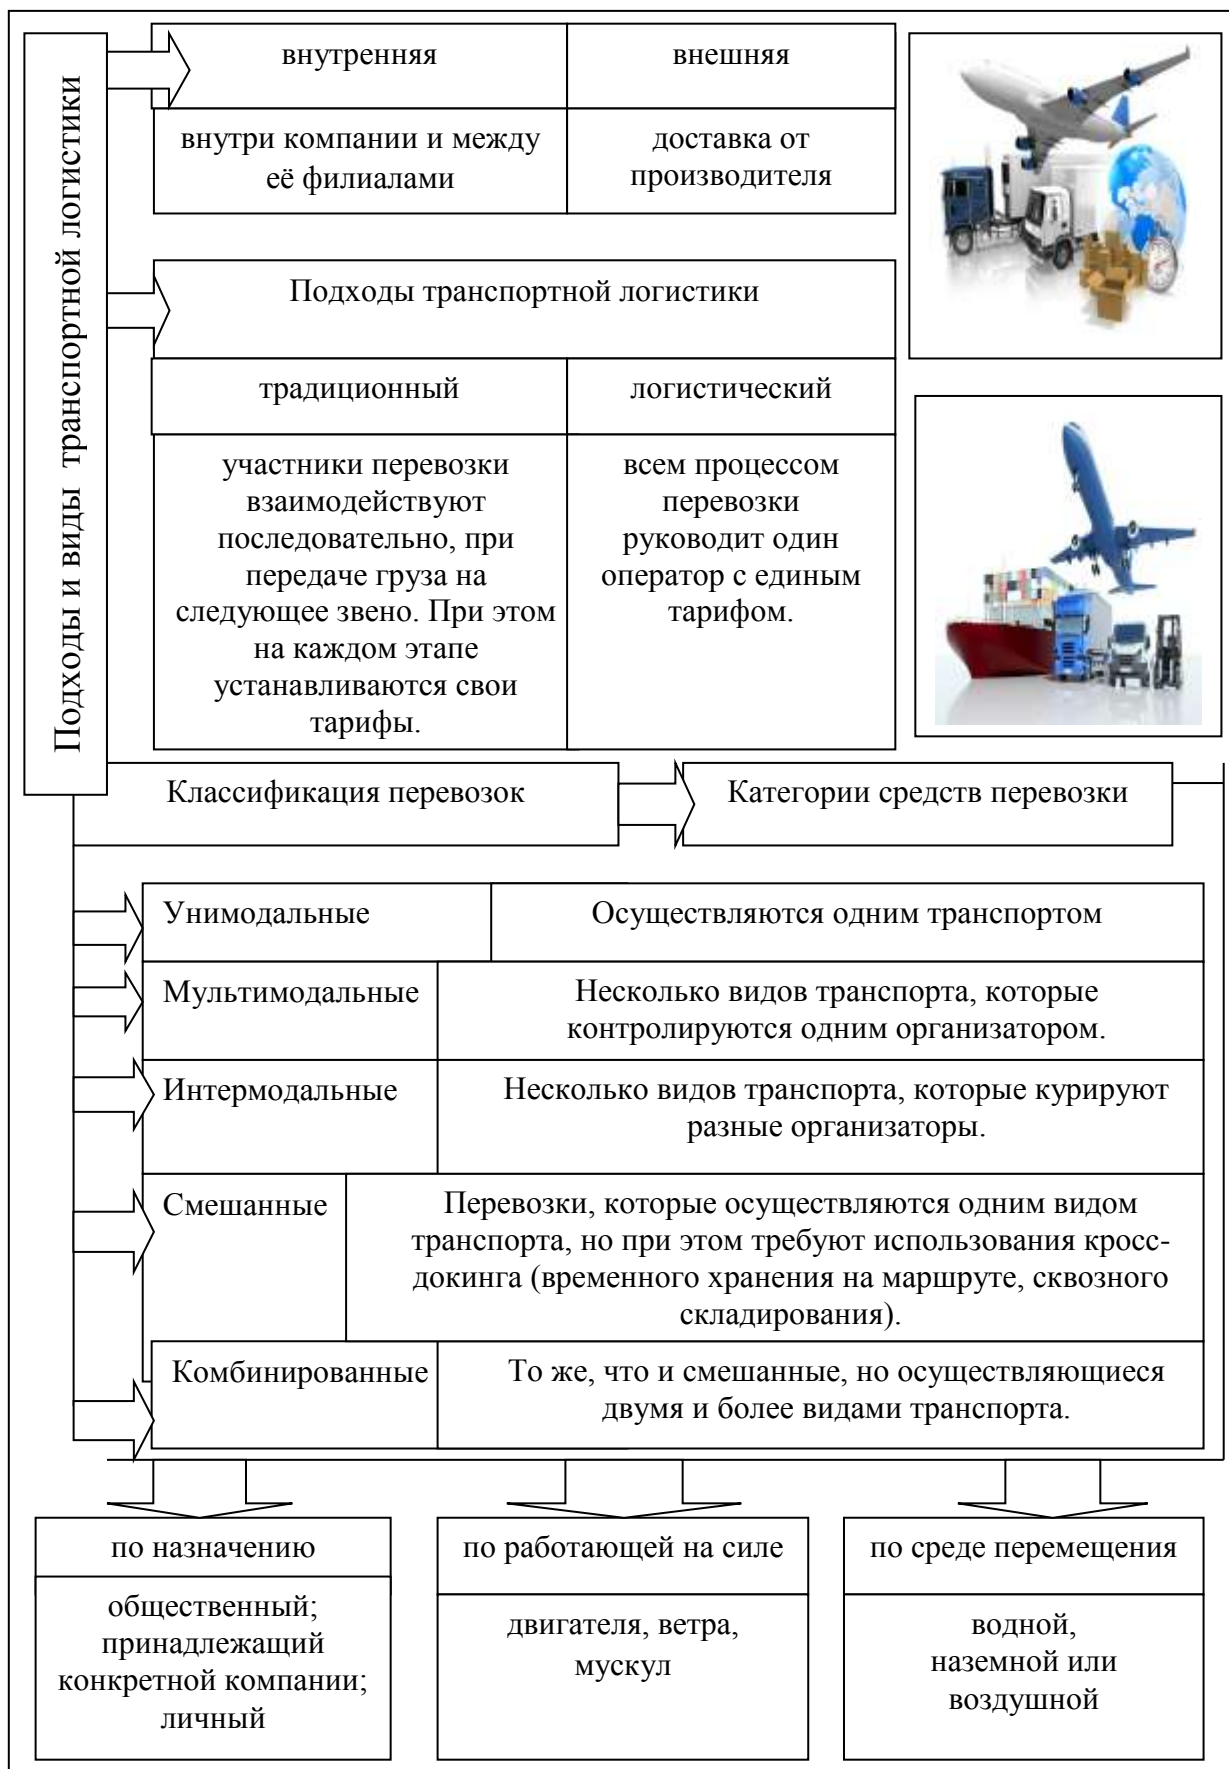 Подходы и виды транспортной логистики
внутренняя
внешняя
внутри компании и между
её филиалами
доставка от
производителя
Подходы транспортной логистики
традиционный
логистический
участники перевозки
взаимодействуют
последовательно, при
передаче груза на
следующее звено. При этом
на каждом этапе
устанавливаются свои
тарифы.
всем процессом
перевозки
руководит один
оператор с единым
тарифом.
Классификация перевозок
Категории средств перевозки
Унимодальные
Осуществляются одним транспортом
Мультимодальные
Несколько видов транспорта, которые
контролируются одним организатором.
Интермодальные
Несколько видов транспорта, которые курируют
разные организаторы.
Смешанные
Перевозки, которые осуществляются одним видом
транспорта, но при этом требуют использования кросс-
докинга (временного хранения на маршруте, сквозного
складирования).
Комбинированные
То же, что и смешанные, но осуществляющиеся
двумя и более видами транспорта.
по назначению
общественный;
принадлежащий
конкретной компании;
личный
по работающей на силе
двигателя, ветра,
мускул
по среде перемещения
водной,
наземной или
воздушной